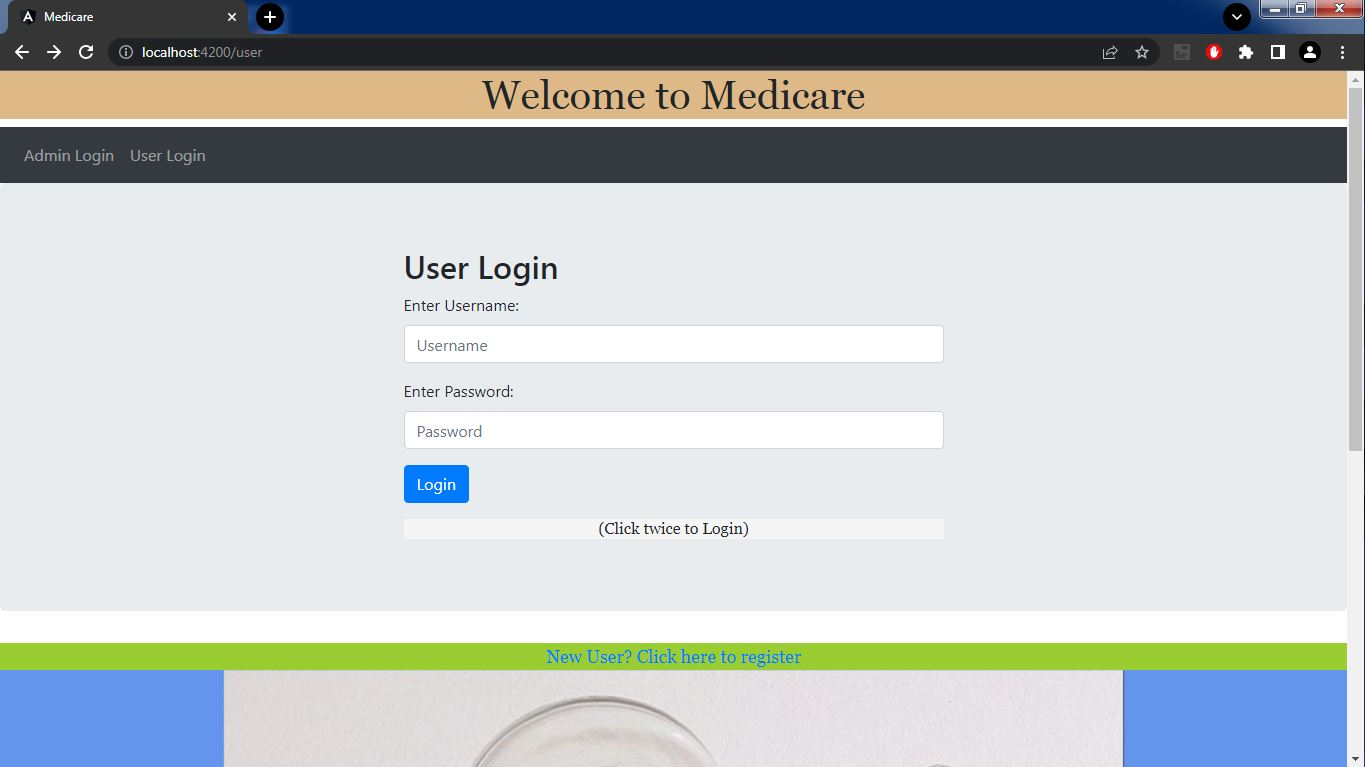 Medicare
localhost:4200/user
Welcome to Medicare
Admin Login User Login
User Login
Enter Username:
Username
Enter Password:
Password
Login
(Click twice to Login)
New User? Click here to register